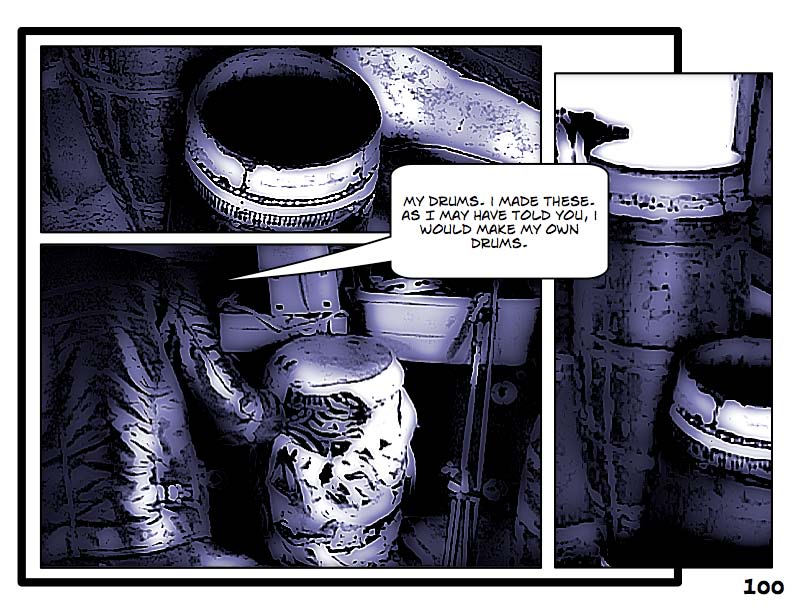 MY DRUMS. I MADE THESE.
AS I MAY HAVE TOLD YOU, I
WOULD MAKE MY OWN
DRUMS.
100